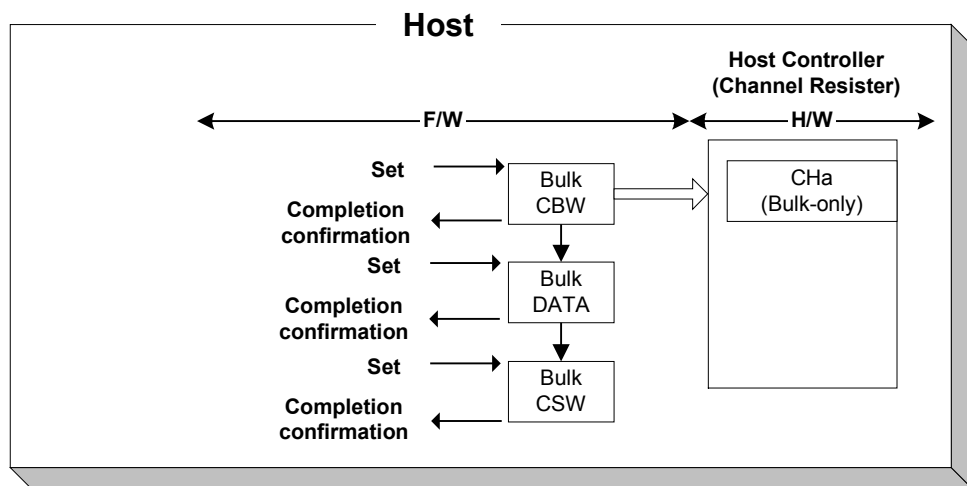 Host
Host Controller
(Channel Resister)
F/W
H/W
Set
Bulk
CBW
CHa
(Bulk-only)
Completion
confirmation
Set
Bulk
DATA
Completion
confirmation
Set
Bulk
CSW
Completion
confirmation